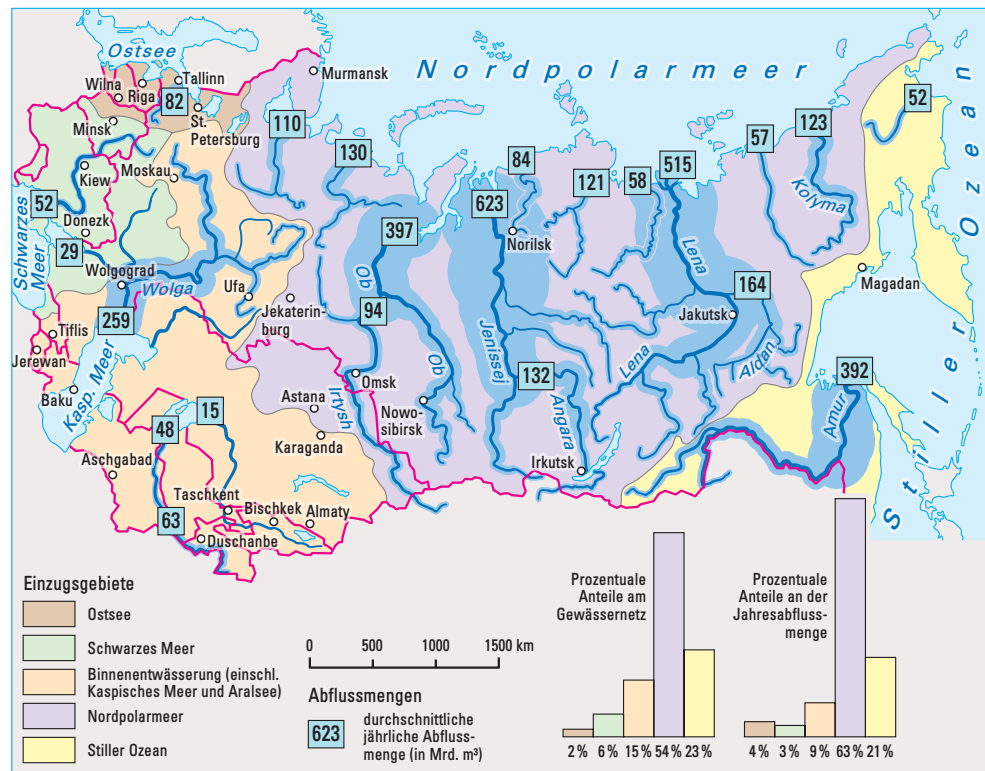 Ostsee
Nordpolarmeer
Stiller Ozean
Schwarzes
Meer
Kasp. Meer
Wilna
Riga
Tallinn
82
St.
Petersburg
Murmansk
Minsk
Moskau
Kiew
52
Donezk
29
Wolgograd
Wolga
259
Ufa
Jekaterin-
burg
Tiflis
Jerewan
Baku
110
130
397
Ob
94
Ob
Omsk
Irtysh
Nowo-
sibirsk
Astana
Karaganda
48
15
Aschgabad
63
Taschkent
Bischkek
Almaty
Duschanbe
84
623
Norilsk
Jenissej
132
Angara
Irkutsk
121
58
515
Lena
Lena
Jakutsk
164
Aldan
57
123
Kolyma
52
Magadan
392
Amur
Einzugsgebiete
Ostsee
Schwarzes Meer
Binnenentwässerung (einschl.
Kaspisches Meer und Aralsee)
Nordpolarmeer
Stiller Ozean
0 500 1000 1500 km
Abflussmengen
623
durchschnittliche
jährliche Abfluss-
menge (in Mrd. m³)
Prozentuale
Anteile am
Gewässernetz
2 % 6 % 15 % 54 % 23 %
Prozentuale
Anteile an der
Jahresabfluss-
menge
4 % 3 % 9 % 63 % 21 %